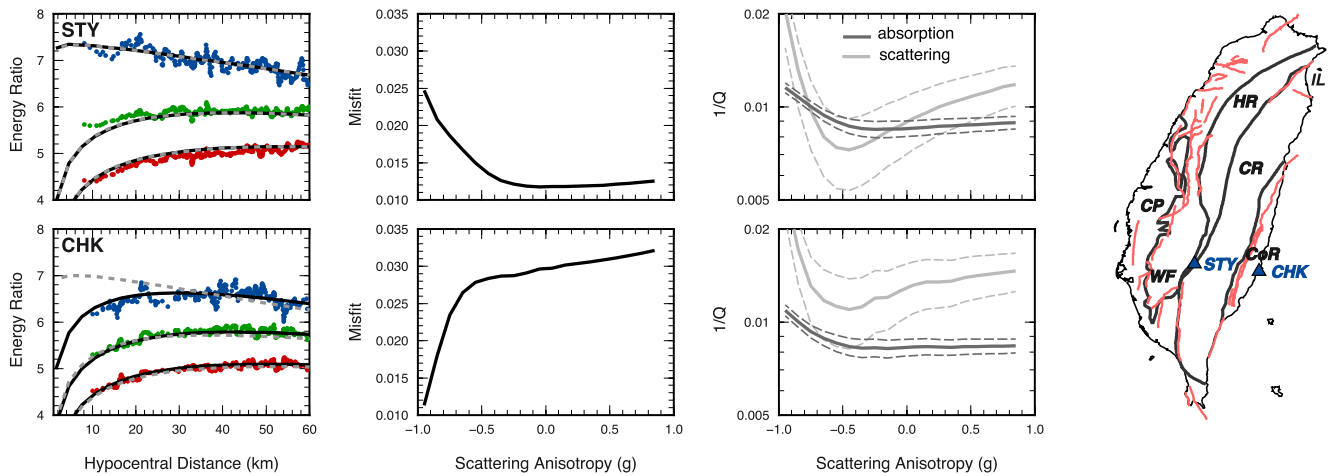 STY
Energy Ratio
8
7
6
5
4
Misfit
0.035
0.030
0.025
0.020
0.015
0.010
1/Q
0.02
0.01
0.005
absorption
scattering
CHK
Energy Ratio
8
7
6
5
4
10 20 30 40 50 60
Hypocentral Distance (km)
Misfit
0.035
0.030
0.025
0.020
0.015
0.010
−1.0 −0.5 0.0 0.5 1.0
Scattering Anisotropy (g)
1/Q
0.02
0.01
0.005
−1.0 −0.5 0.0 0.5 1.0
Scattering Anisotropy (g)
IL
HR
CR
CP
CoR
STY
CHK
WF